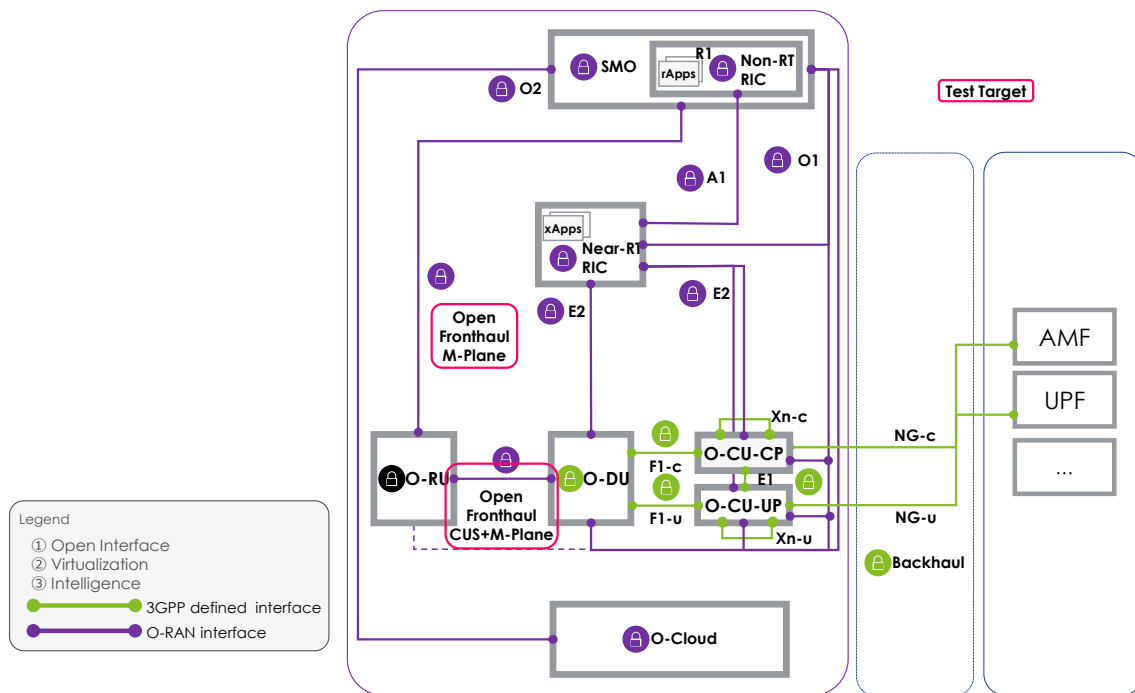 R1
SMO
rApps
Non-RT
RIC
O2
Test Target
A1
O1
xApps
Near-RT
RIC
E2
E2
Open
Fronthaul
M-Plane
AMF
UPF
...
Xn-c
NG-c
O-RU
O-DU
F1-c
O-CU-CP
E1
Open
Fronthaul
CUS+M-Plane
F1-u
O-CU-UP
NG-u
Xn-u
Backhaul
Legend
① Open Interface
② Virtualization
③ Intelligence
3GPP defined interface
O-RAN interface
O-Cloud